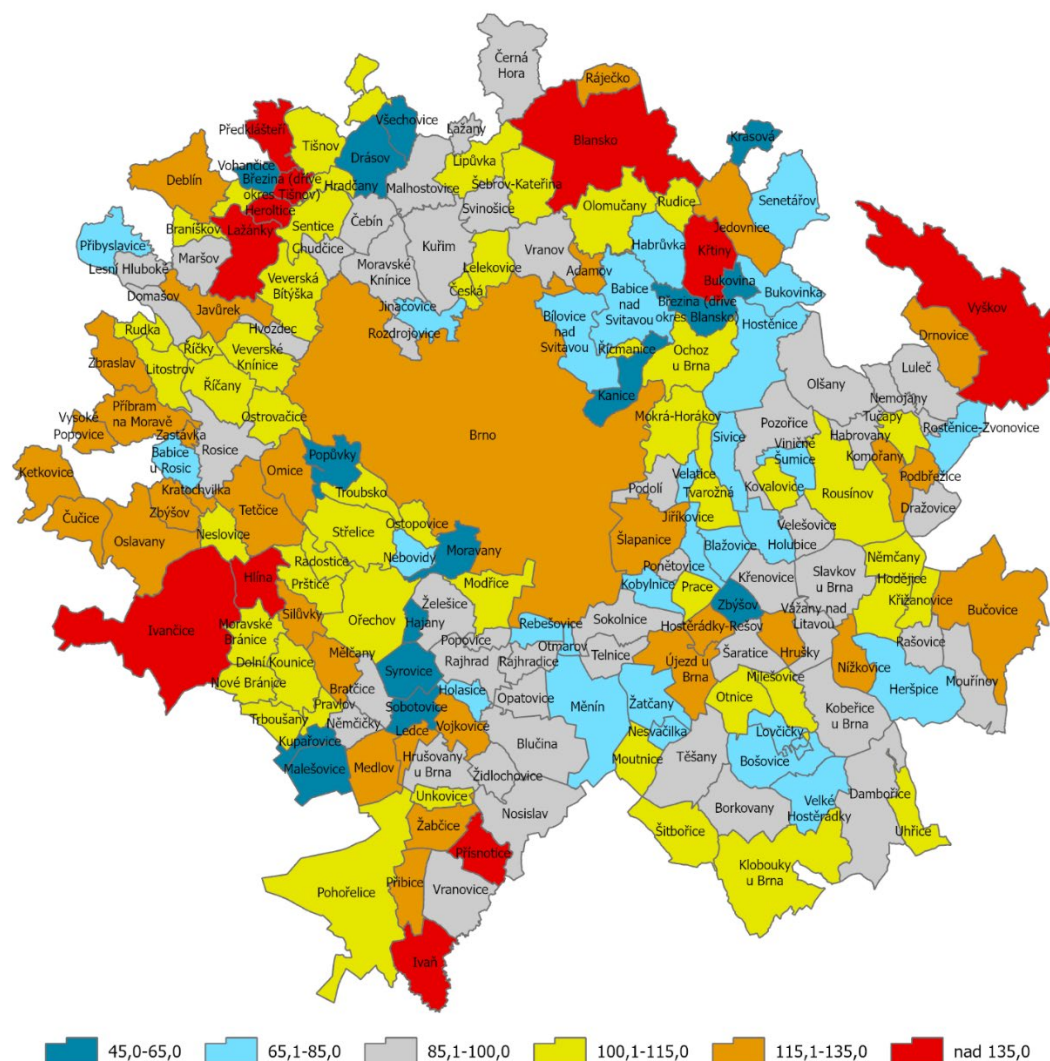 Černá
Hora
Ráječko
Všechovice
Lažany
Blansko
Krasová
Předklášteří
Tišnov
Drásov
Lipůvka
Vohančice
Březina (dříve
okres Tišnov)
Hradčany
Malhostovice
Šebrov-Kateřina
Deblín
Senetářov
Heroltice
Svinošice
Olomučany
Rudice
Braníškov
Lažánky
Sentice
Čebín
Jedovnice
Přibyslavice
Maršov
Chudčice
Kuřim
Vranov
Habrůvka
Křtiny
Lesní Hluboké
Moravské
Knínice
Lelekovice
Adamov
Bukovina
Domašov
Veverská
Bítýška
Česká
Babice
nad
Svitavou
Březina (dříve
okres Blansko)
Bukovinka
Vyškov
Javůrek
Jinačovice
Bílovice
nad
Svitavou
Hostěnice
Rudka
Hvozdec
Rozdrojovice
Drnovice
Zbraslav
Říčky
Veverské
Knínice
Řícmanice
Ochoz
u Brna
Luleč
Litostrov
Říčany
Kanice
Olšany
Nemojany
Příbram
na Moravě
Ostrovačice
Mokrá-Horákov
Pozořice
Tučapy
Vysoké
Popovice
Zastávka
Brno
Sivice
Viničné
Šumice
Habrovany
Rostěnice-Zvonovice
Babice
u Rosic
Rosice
Popůvky
Komořany
Ketkovice
Omice
Podolí
Velatice
Kovalovice
Podbřežice
Kratochvilka
Troubsko
Tvarožná
Rousínov
Zbýšov
Tetčice
Dražovice
Čučice
Ostopovice
Jiříkovice
Velešovice
Oslavany
Neslovice
Střelice
Šlapanice
Blažovice
Holubice
Nebovidy
Moravany
Ponětovice
Němčany
Radostice
Hlína
Prštice
Modřice
Kobylnice
Křenovice
Slavkov
u Brna
Hodějice
Prace
Křižanovice
Ivančice
Silůvky
Ořechov
Želešice
Zbýšov
Vážany nad
Litavou
Bučovice
Moravské
Bránice
Hajany
Rebešovice
Sokolnice
Hostěrádky-Rešov
Popovice
Otmarov
Rašovice
Dolní
Kounice
Mělčany
Rajhrad
Rajhradice
Telnice
Šaratice
Hrušky
Syrovice
Újezd u
Brna
Nížkovice
Mouřínov
Nové Bránice
Bratčice
Holasice
Opatovice
Milešovice
Heršpice
Pravlov
Sobotovice
Měnín
Žatčany
Otnice
Kobeřice
u Brna
Trboušany
Němčičky
Ledce
Vojkovice
Nesvačilka
Lovčičky
Kupařovice
Blučina
Malešovice
Medlov
Hrušovany
u Brna
Moutnice
Těšany
Bošovice
Židlochovice
Dambořice
Unkovice
Velké
Hostěrádky
Nosislav
Borkovany
Žabčice
Šitbořice
Uhřice
Přísnotice
Klobouky
u Brna
Pohořelice
Přibice
Vranovice
Ivaň
45,0-65,0 65,1-85,0 85,1-100,0 100,1-115,0 115,1-135,0 nad 135,0